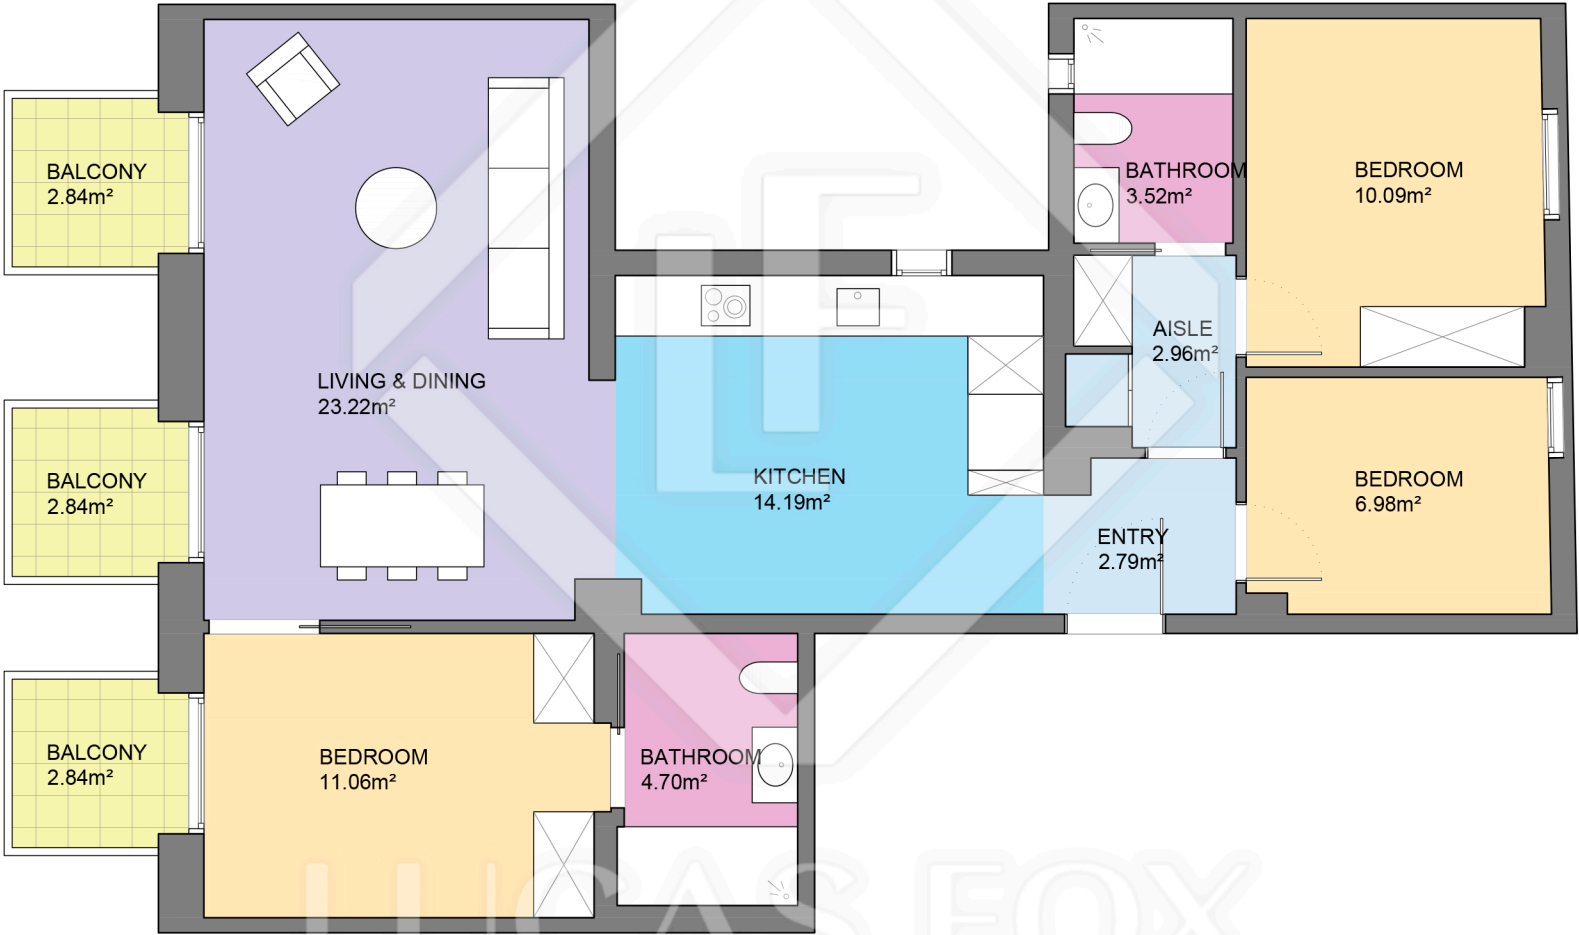 BALCONY
2.84m²
BATHROOM
3.52m²
BEDROOM
10.09m²
AISLE
2.96m²
LIVING & DINING
23.22m²
BALCONY
2.84m²
KITCHEN
14.19m²
BEDROOM
6.98m²
ENTRY
2.79m²
BALCONY
2.84m²
BEDROOM
11.06m²
BATHROOM
4.70m²
LF
LUCAS FOX